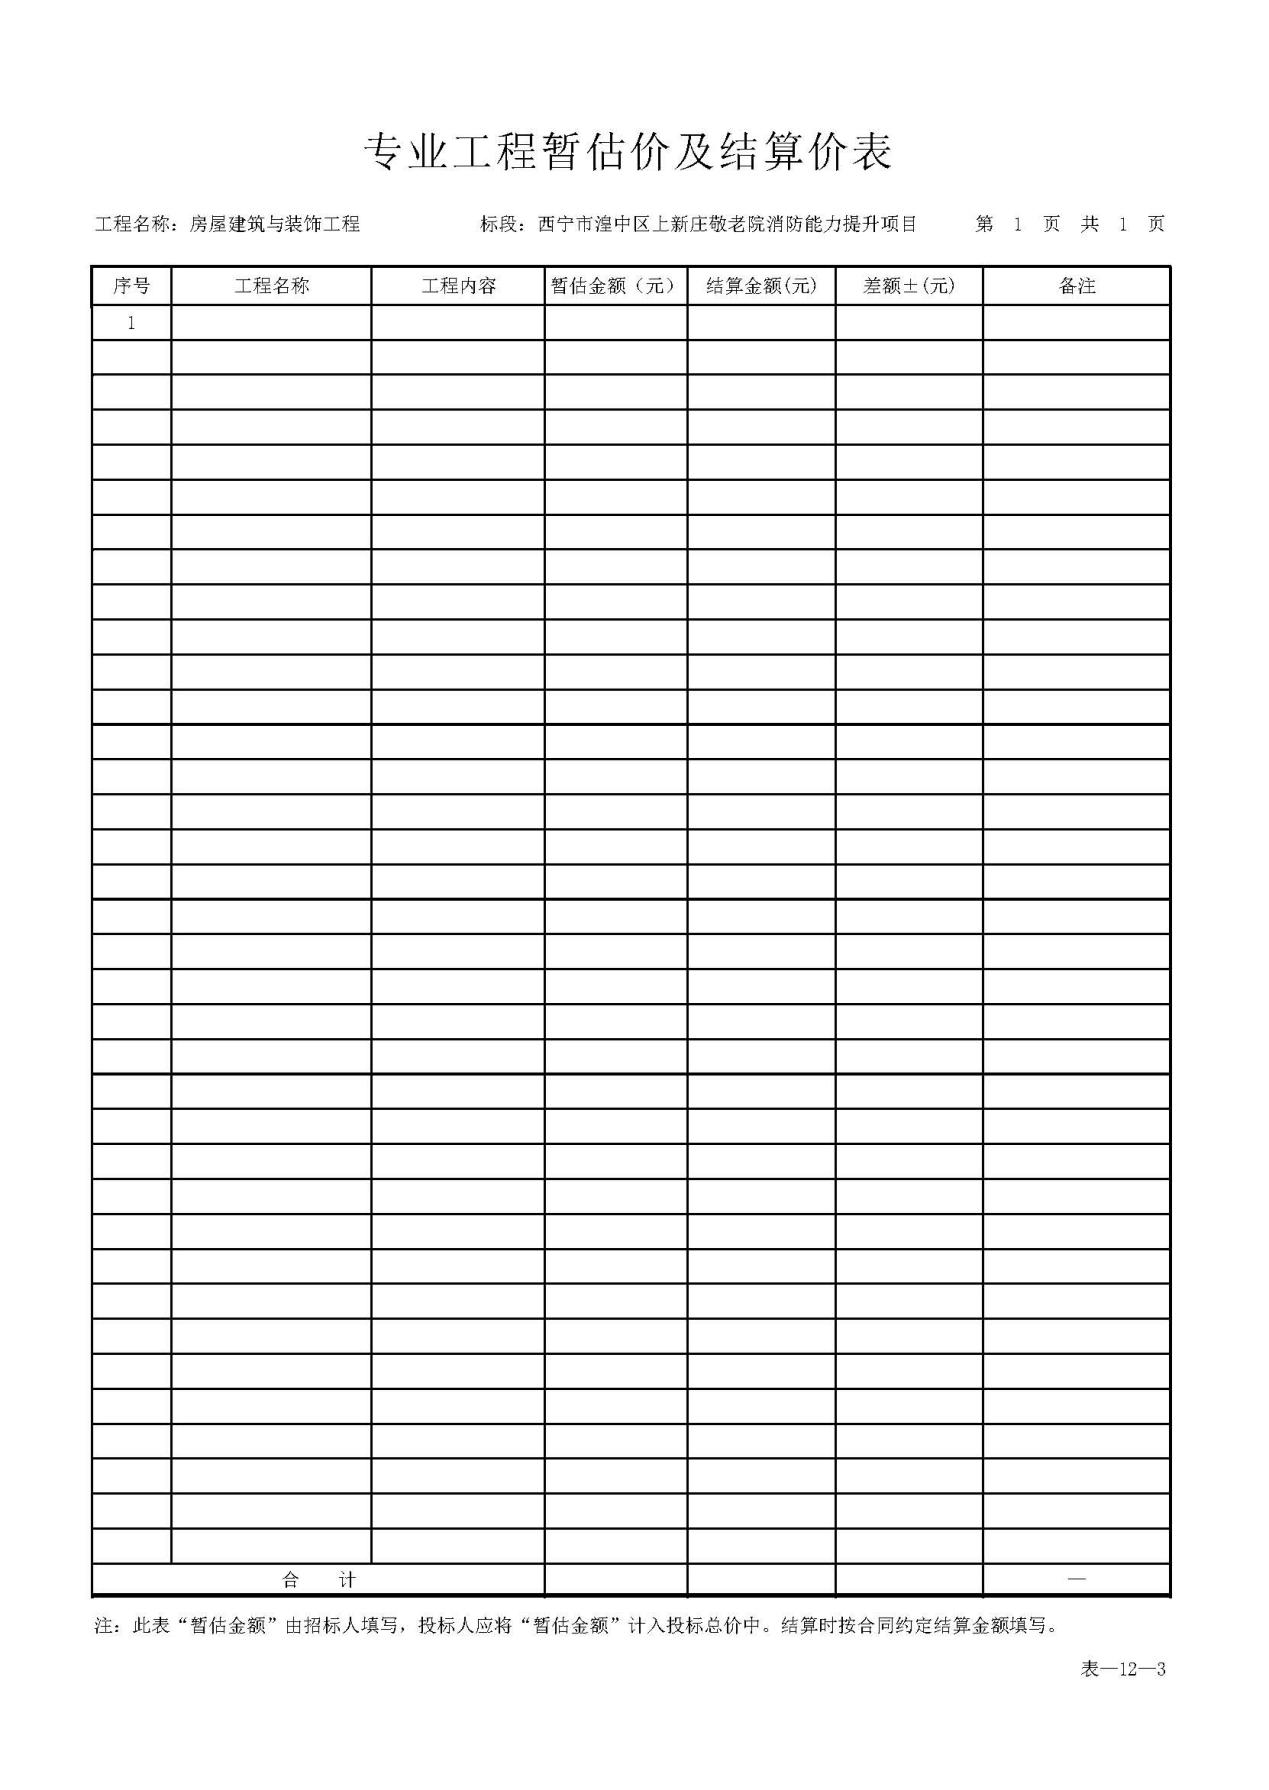 专业工程暂估价及结算价表
工程名称：房屋建筑与装饰工程 标段：西宁市湟中区上新庄敬老院消防能力提升项目 第 1 页 共 1 页
序号 工程名称 工程内容 暂估金额（元） 结算金额(元) 差额±(元) 备注
1
合 计 —
注：此表“暂估金额”由招标人填写，投标人应将“暂估金额”计入投标总价中。结算时按合同约定结算金额填写。
表—12—3